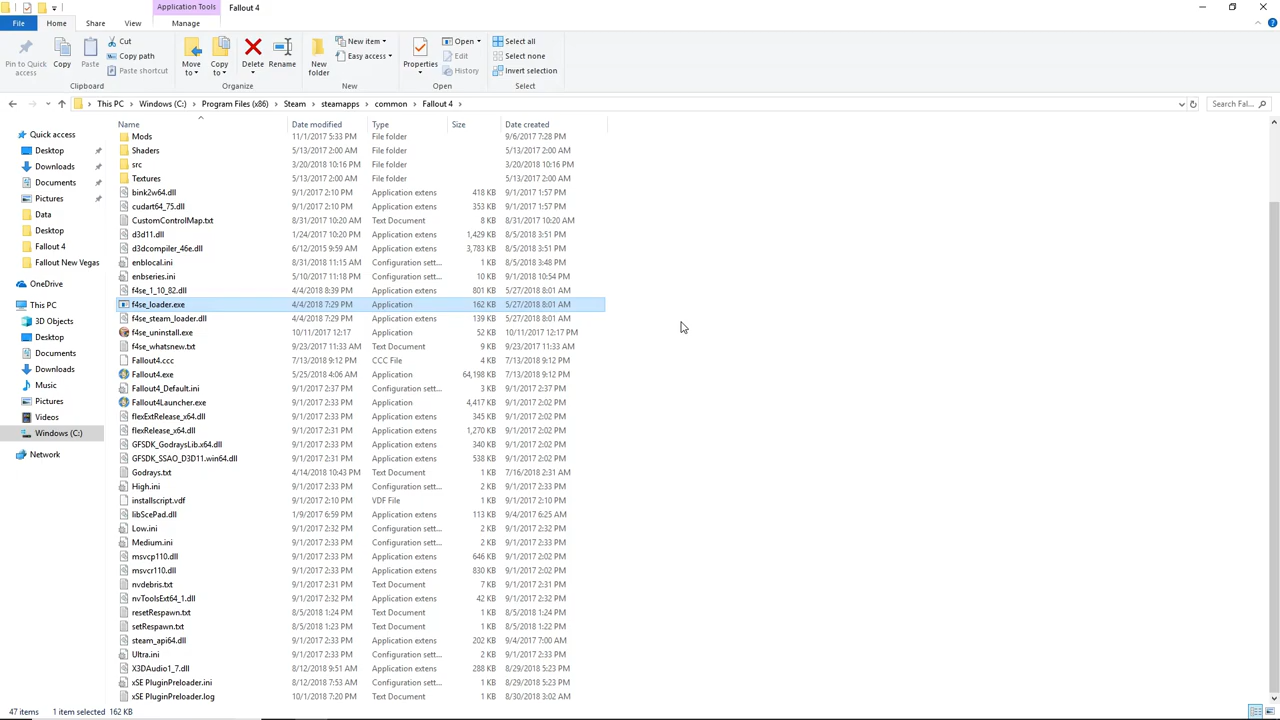 Application Tools Fallout 4
File Home Share View Manage
Pin to Quick access
Copy
Paste
Cut
Copy path
Paste shortcut
Clipboard
Move to
Copy to
Delete
Rename
Organize
New folder
New item
Easy access
New
Properties
Open
Edit
History
Open
Select all
Select none
Invert selection
Select
This PC Windows (C:) Program Files (x86) Steam steamapps common Fallout 4 Search Fal...
Quick access
Desktop
Downloads
Documents
Pictures
Data
Desktop
Fallout 4
Fallout New Vegas
OneDrive
This PC
3D Objects
Desktop
Documents
Downloads
Music
Pictures
Videos
Windows (C:)
Network
Name Date modified Type Size Date created
Mods 11/1/2017 5:33 PM File folder 9/6/2017 7:28 PM
Shaders 5/13/2017 2:00 AM File folder 5/13/2017 2:00 AM
src 3/20/2018 10:16 PM File folder 3/20/2018 10:16 PM
Textures 5/13/2017 2:00 AM File folder 5/13/2017 2:00 AM
bink2w64.dll 9/1/2017 2:10 PM Application extens 418 KB 9/1/2017 1:57 PM
cudart64_75.dll 9/1/2017 2:10 PM Application extens 353 KB 9/1/2017 1:57 PM
CustomControlMap.txt 8/31/2017 10:20 AM Text Document 8 KB 8/31/2017 10:20 AM
d3d11.dll 1/24/2017 10:20 PM Application extens 1,429 KB 8/5/2018 3:51 PM
d3dcompiler_46e.dll 6/12/2015 9:59 AM Application extens 3,783 KB 8/5/2018 3:51 PM
enblocal.ini 8/31/2018 11:15 AM Configuration sett... 1 KB 8/5/2018 3:48 PM
enbseries.ini 5/10/2017 11:18 PM Configuration sett... 10 KB 9/1/2018 10:54 PM
f4se_1_10_82.dll 4/4/2018 8:39 PM Application extens 801 KB 5/27/2018 8:01 AM
f4se_loader.exe 4/4/2018 7:29 PM Application 162 KB 5/27/2018 8:01 AM
f4se_steam_loader.dll 4/4/2018 7:29 PM Application extens 139 KB 5/27/2018 8:01 AM
f4se_uninstall.exe 10/11/2017 12:17 Application 52 KB 10/11/2017 12:17 PM
f4se_whatsnew.txt 9/23/2017 11:33 AM Text Document 9 KB 9/23/2017 11:33 AM
Fallout4.ccc 7/13/2018 9:12 PM CCC File 4 KB 7/13/2018 9:12 PM
Fallout4.exe 5/25/2018 4:06 AM Application 64,198 KB 7/13/2018 9:12 PM
Fallout4_Default.ini 9/1/2017 2:37 PM Configuration sett... 3 KB 9/1/2017 2:37 PM
Fallout4Launcher.exe 9/1/2017 2:33 PM Application 4,417 KB 9/1/2017 2:02 PM
flexExtRelease_x64.dll 9/1/2017 2:33 PM Application extens 345 KB 9/1/2017 2:02 PM
flexRelease_x64.dll 9/1/2017 2:31 PM Application extens 1,270 KB 9/1/2017 2:02 PM
GFSDK_GodraysLib.x64.dll 9/1/2017 2:33 PM Application extens 340 KB 9/1/2017 2:02 PM
GFSDK_SSAO_D3D11.win64.dll 9/1/2017 2:31 PM Application extens 538 KB 9/1/2017 2:02 PM
Godrays.txt 4/14/2018 10:43 PM Text Document 1 KB 7/16/2018 2:31 AM
High.ini 9/1/2017 2:33 PM Configuration sett... 2 KB 9/1/2017 2:33 PM
installscript.vdf 9/1/2017 2:10 PM VDF File 1 KB 9/1/2017 2:10 PM
libScePad.dll 1/9/2017 6:59 PM Application extens 113 KB 9/4/2017 6:25 AM
Low.ini 9/1/2017 2:32 PM Configuration sett... 2 KB 9/1/2017 2:32 PM
Medium.ini 9/1/2017 2:33 PM Configuration sett... 2 KB 9/1/2017 2:33 PM
msvcp110.dll 9/1/2017 2:33 PM Application extens 646 KB 9/1/2017 2:02 PM
msvcr110.dll 9/1/2017 2:33 PM Application extens 830 KB 9/1/2017 2:02 PM
nvdebris.txt 9/1/2017 2:31 PM Text Document 7 KB 9/1/2017 2:31 PM
nvToolsExt64_1.dll 9/1/2017 2:32 PM Application extens 42 KB 9/1/2017 2:02 PM
resetRespawn.txt 8/5/2018 1:24 PM Text Document 1 KB 8/5/2018 1:24 PM
setRespawn.txt 8/5/2018 1:23 PM Text Document 1 KB 8/5/2018 1:22 PM
steam_api64.dll 9/1/2017 2:33 PM Application extens 202 KB 9/4/2017 7:00 AM
Ultra.ini 9/1/2017 2:33 PM Configuration sett... 2 KB 9/1/2017 2:33 PM
X3DAudio1_7.dll 8/12/2018 9:51 AM Application extens 288 KB 8/29/2018 5:23 PM
xSE PluginPreloader.ini 8/12/2018 7:53 AM Configuration sett... 1 KB 8/29/2018 5:23 PM
xSE PluginPreloader.log 10/1/2018 7:20 PM Text Document 1 KB 8/30/2018 3:02 AM
47 items 1 item selected 162 KB